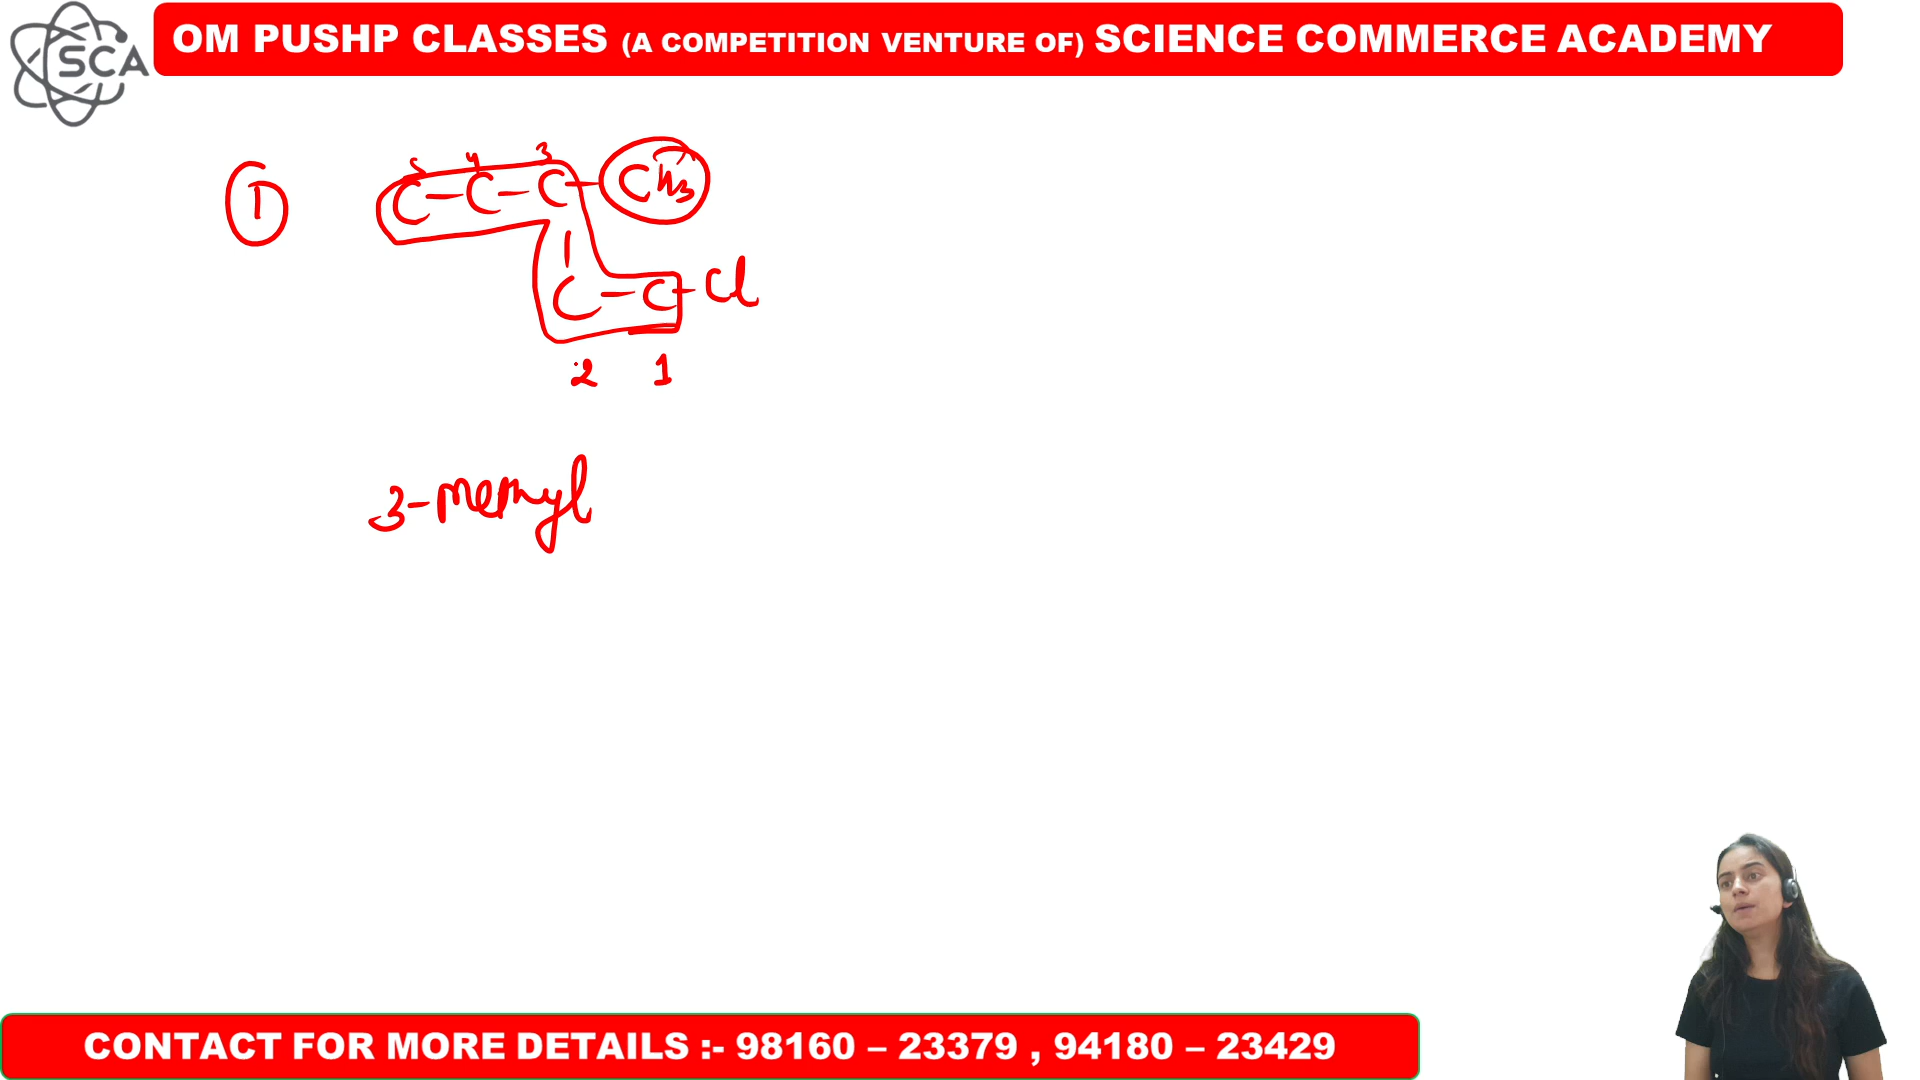 SCA
OM PUSHP CLASSES (A COMPETITION VENTURE OF) SCIENCE COMMERCE ACADEMY
1
5 4 3
C - C - C - CH3
|
C - C - Cl
2 1
3-methyl
CONTACT FOR MORE DETAILS :- 98160 – 23379 , 94180 – 23429